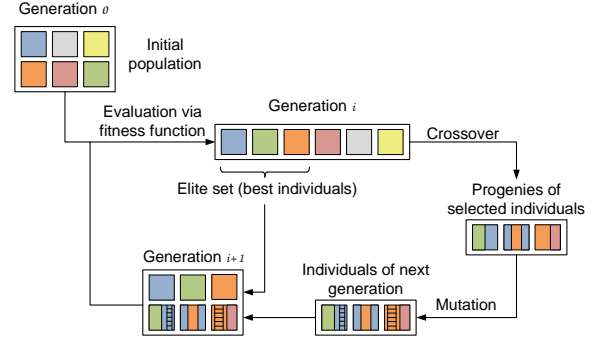 Generation 0
Initial
population
Evaluation via
fitness function
Generation i
Crossover
Elite set (best individuals)
Progenies of
selected individuals
Generation i+1
Individuals of next
generation
Mutation